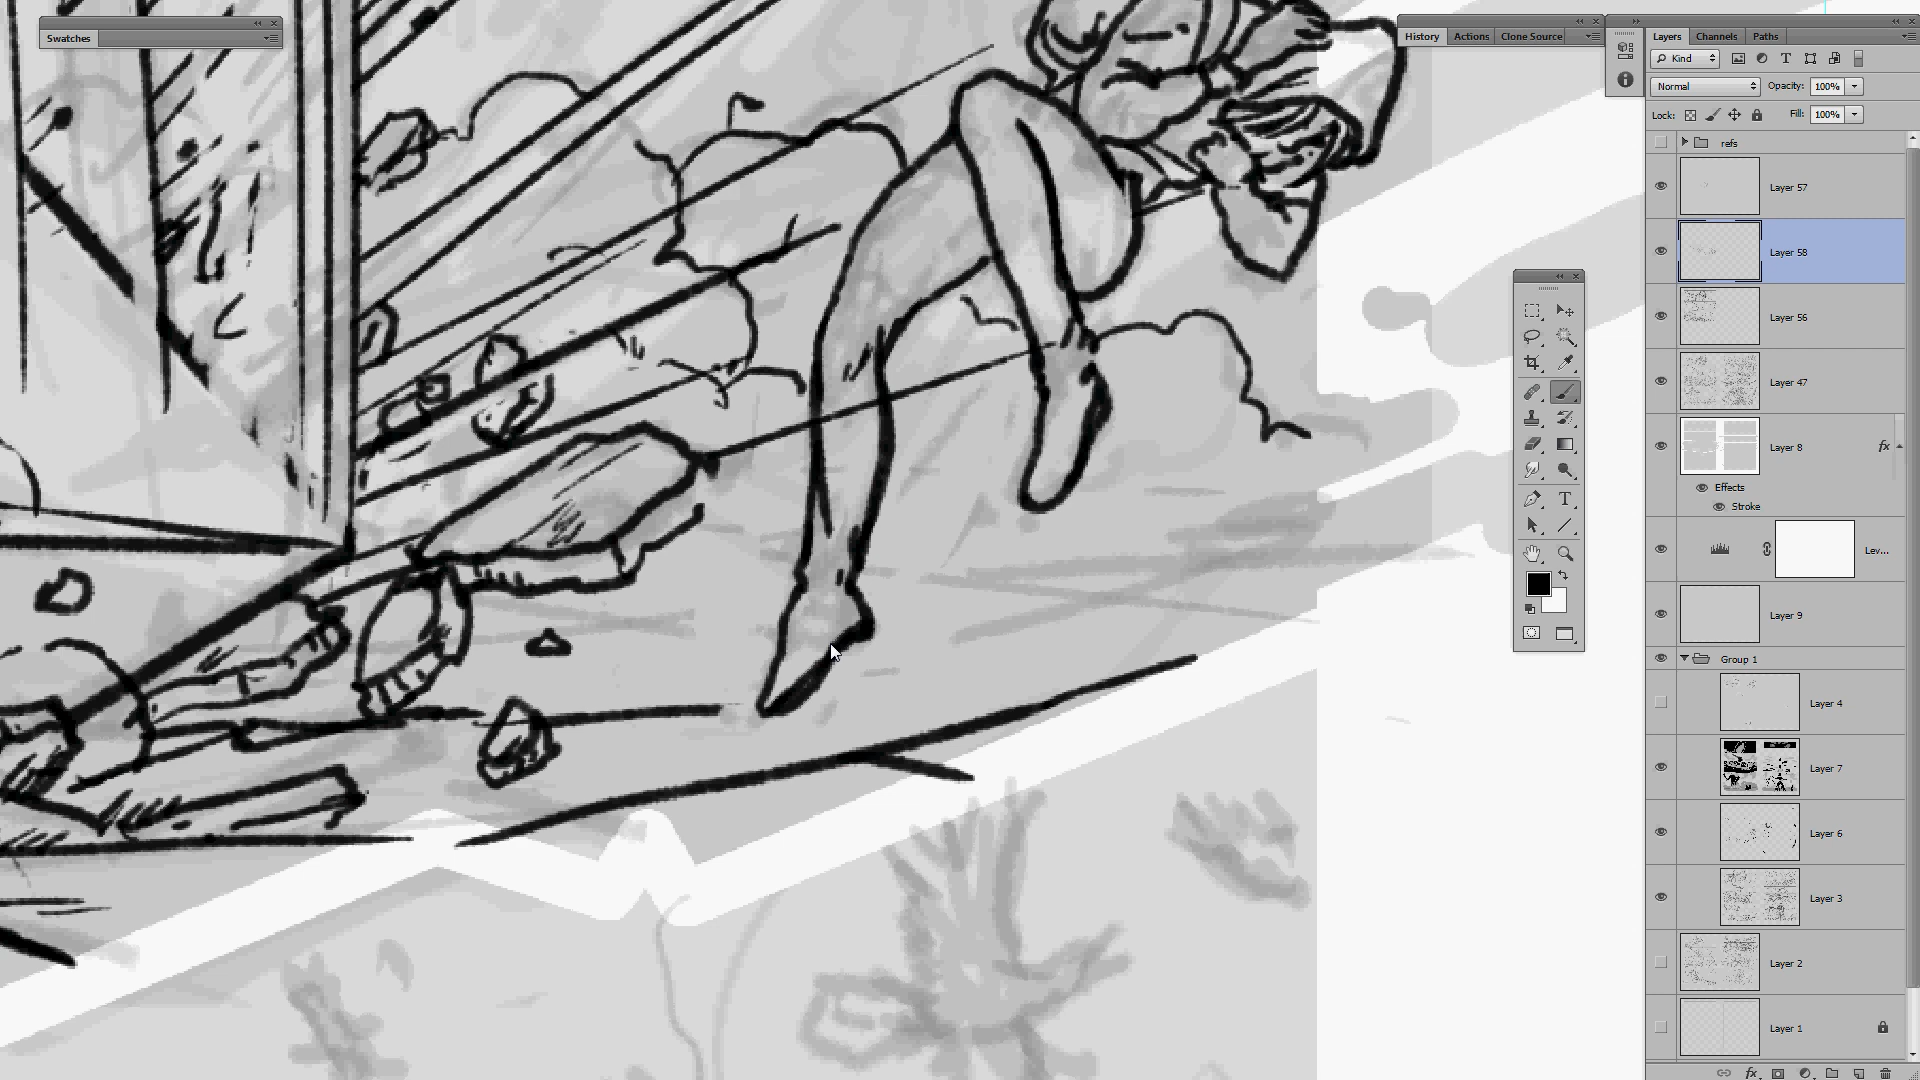 Swatches
History Actions Clone Source
Layers Channels Paths
Kind
Normal Opacity: 100%
Lock: Fill: 100%
refs
Layer 57
Layer 58
Layer 56
Layer 47
Layer 8 fx
Effects
Stroke
Lev...
Layer 9
Group 1
Layer 4
Layer 7
Layer 6
Layer 3
Layer 2
Layer 1
fx